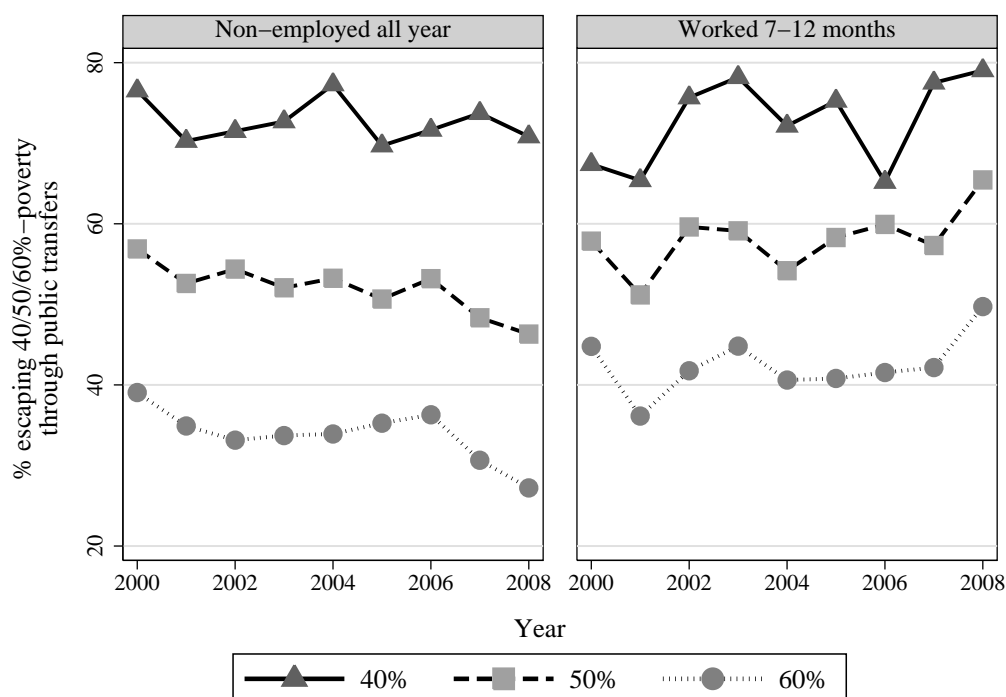 Non−employed all year
Worked 7−12 months
% escaping 40/50/60%−poverty
through public transfers
80
60
40
20
2000 2002 2004 2006 2008
2000 2002 2004 2006 2008
Year
40% 50% 60%